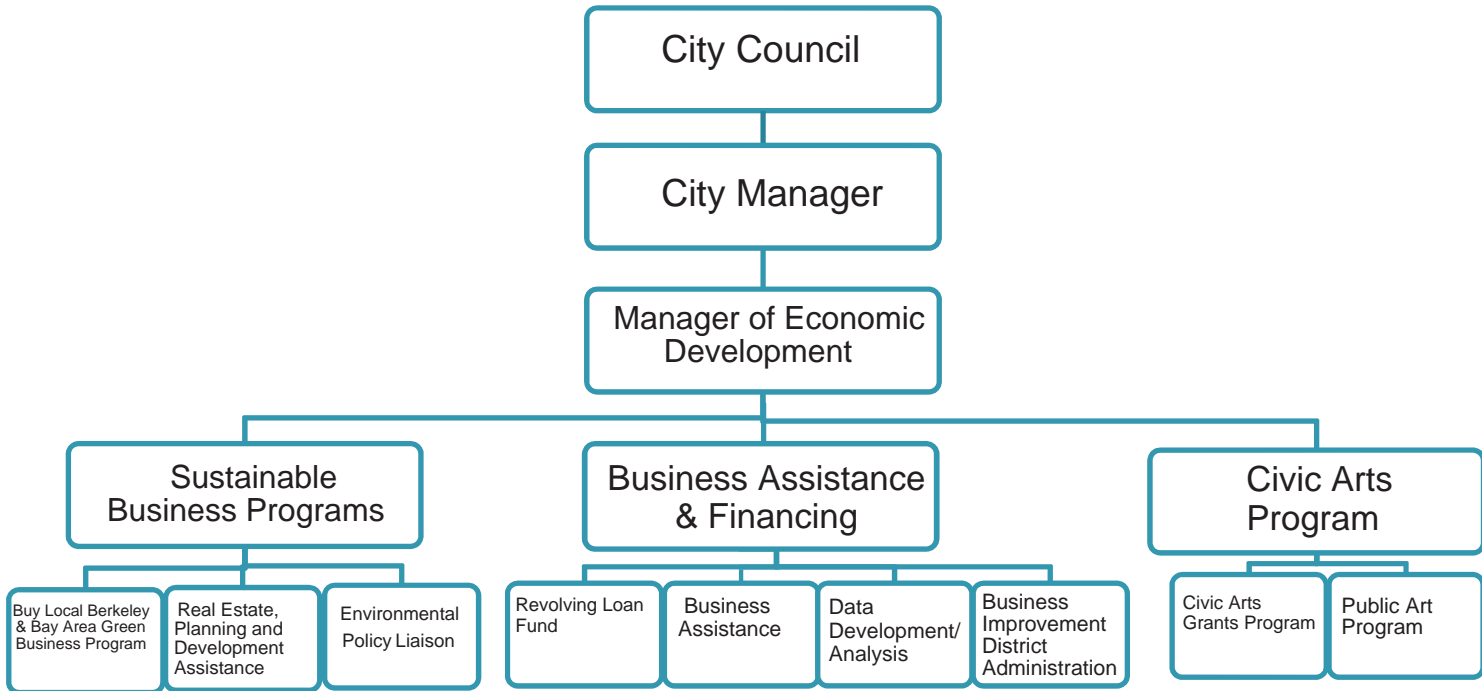 City Council
City Manager
Manager of Economic
Development
Sustainable
Business Programs
Business Assistance
& Financing
Civic Arts
Program
Buy Local Berkeley
& Bay Area Green
Business Program
Real Estate,
Planning and
Development
Assistance
Environmental
Policy Liaison
Revolving Loan
Fund
Business
Assistance
Data
Development/
Analysis
Business
Improvement
District
Administration
Civic Arts
Grants Program
Public Art
Program